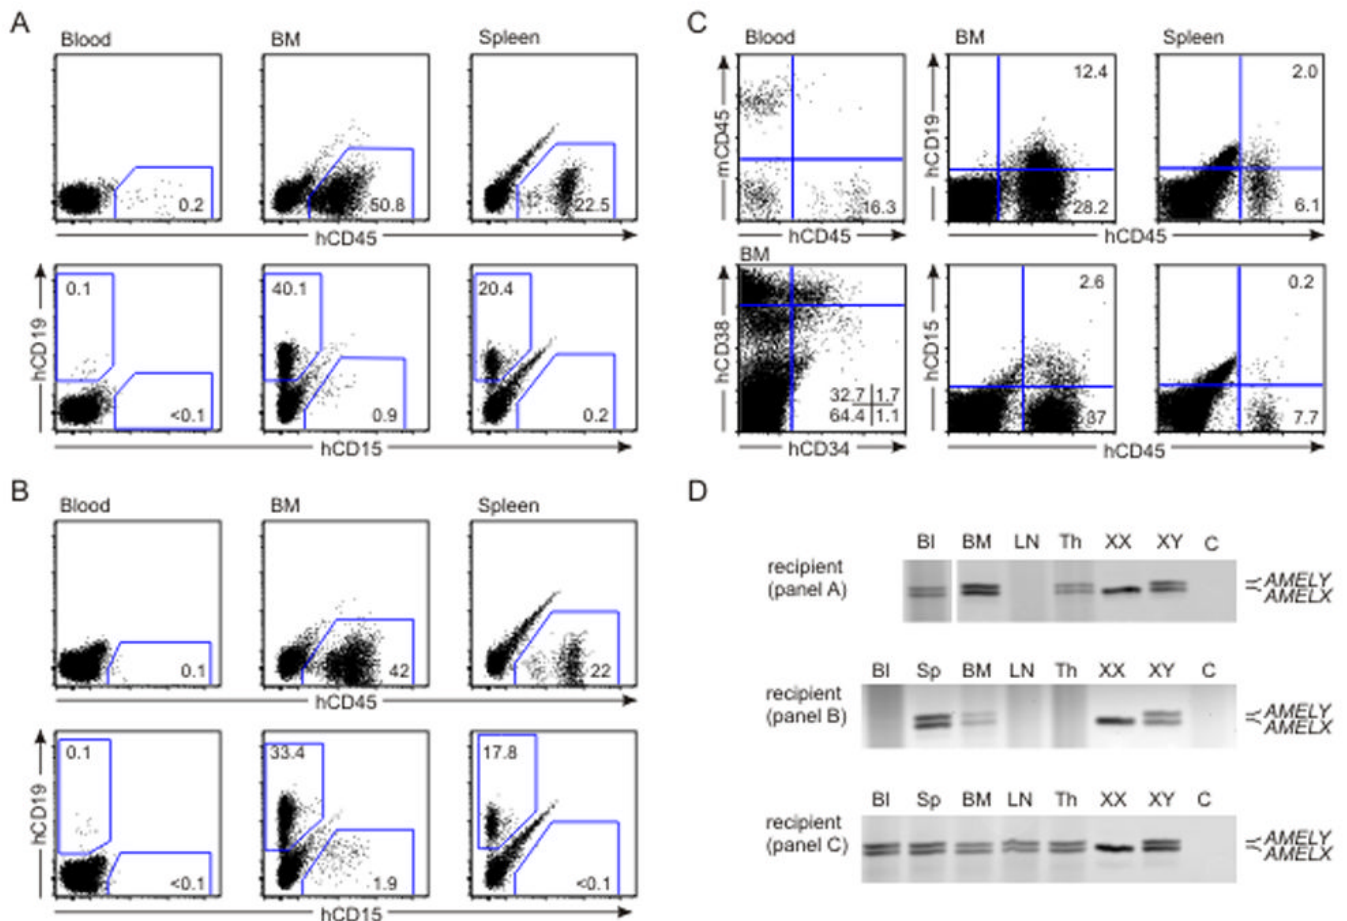 A
Blood BM Spleen
0.2 50.8 22.5
hCD45
0.1 40.1 20.4
hCD19
<0.1 0.9 0.2
hCD15
B
Blood BM Spleen
0.1 42 22
hCD45
0.1 33.4 17.8
hCD19
<0.1 1.9 <0.1
hCD15
C
Blood BM Spleen
12.4 2.0
mCD45 hCD19
16.3 28.2 6.1
hCD45 hCD45
BM
2.6 0.2
hCD38 hCD15
32.7 1.7
64.4 1.1 37 7.7
hCD34 hCD45
D
Bl BM LN Th XX XY C
recipient
(panel A)
AMELY
AMELX
Bl Sp BM LN Th XX XY C
recipient
(panel B)
AMELY
AMELX
Bl Sp BM LN Th XX XY C
recipient
(panel C)
AMELY
AMELX